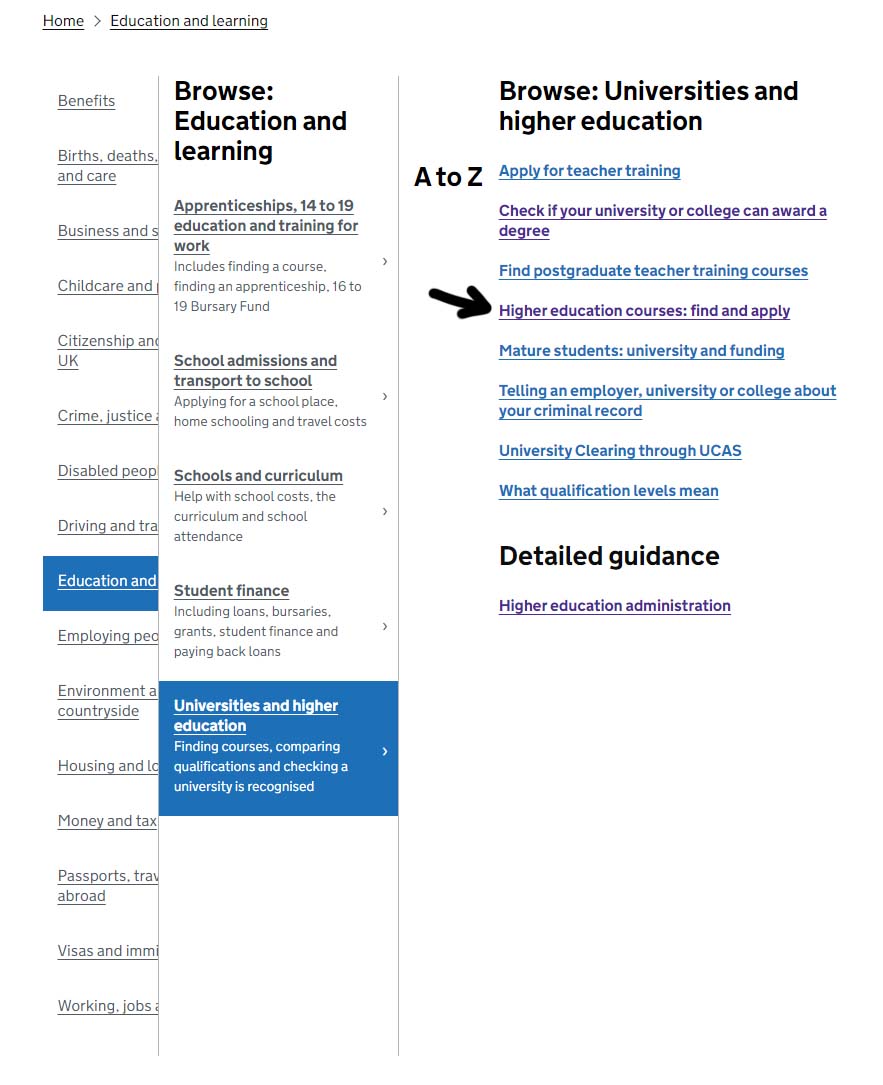 Home > Education and learning
Benefits
Births, deaths,
and care
Business and s
Childcare and p
Citizenship and
UK
Crime, justice a
Disabled peopl
Driving and tra
Education and
Employing peo
Environment a
countryside
Housing and lo
Money and tax
Passports, trav
abroad
Visas and immi
Working, jobs a
Browse:
Education and
learning
Apprenticeships, 14 to 19
education and training for
work
Includes finding a course,
finding an apprenticeship, 16 to
19 Bursary Fund
School admissions and
transport to school
Applying for a school place,
home schooling and travel costs
Schools and curriculum
Help with school costs, the
curriculum and school
attendance
Student finance
Including loans, bursaries,
grants, student finance and
paying back loans
Universities and higher
education
Finding courses, comparing
qualifications and checking a
university is recognised
Browse: Universities and
higher education
A to Z
Apply for teacher training
Check if your university or college can award a
degree
Find postgraduate teacher training courses
Higher education courses: find and apply
Mature students: university and funding
Telling an employer, university or college about
your criminal record
University Clearing through UCAS
What qualification levels mean
Detailed guidance
Higher education administration